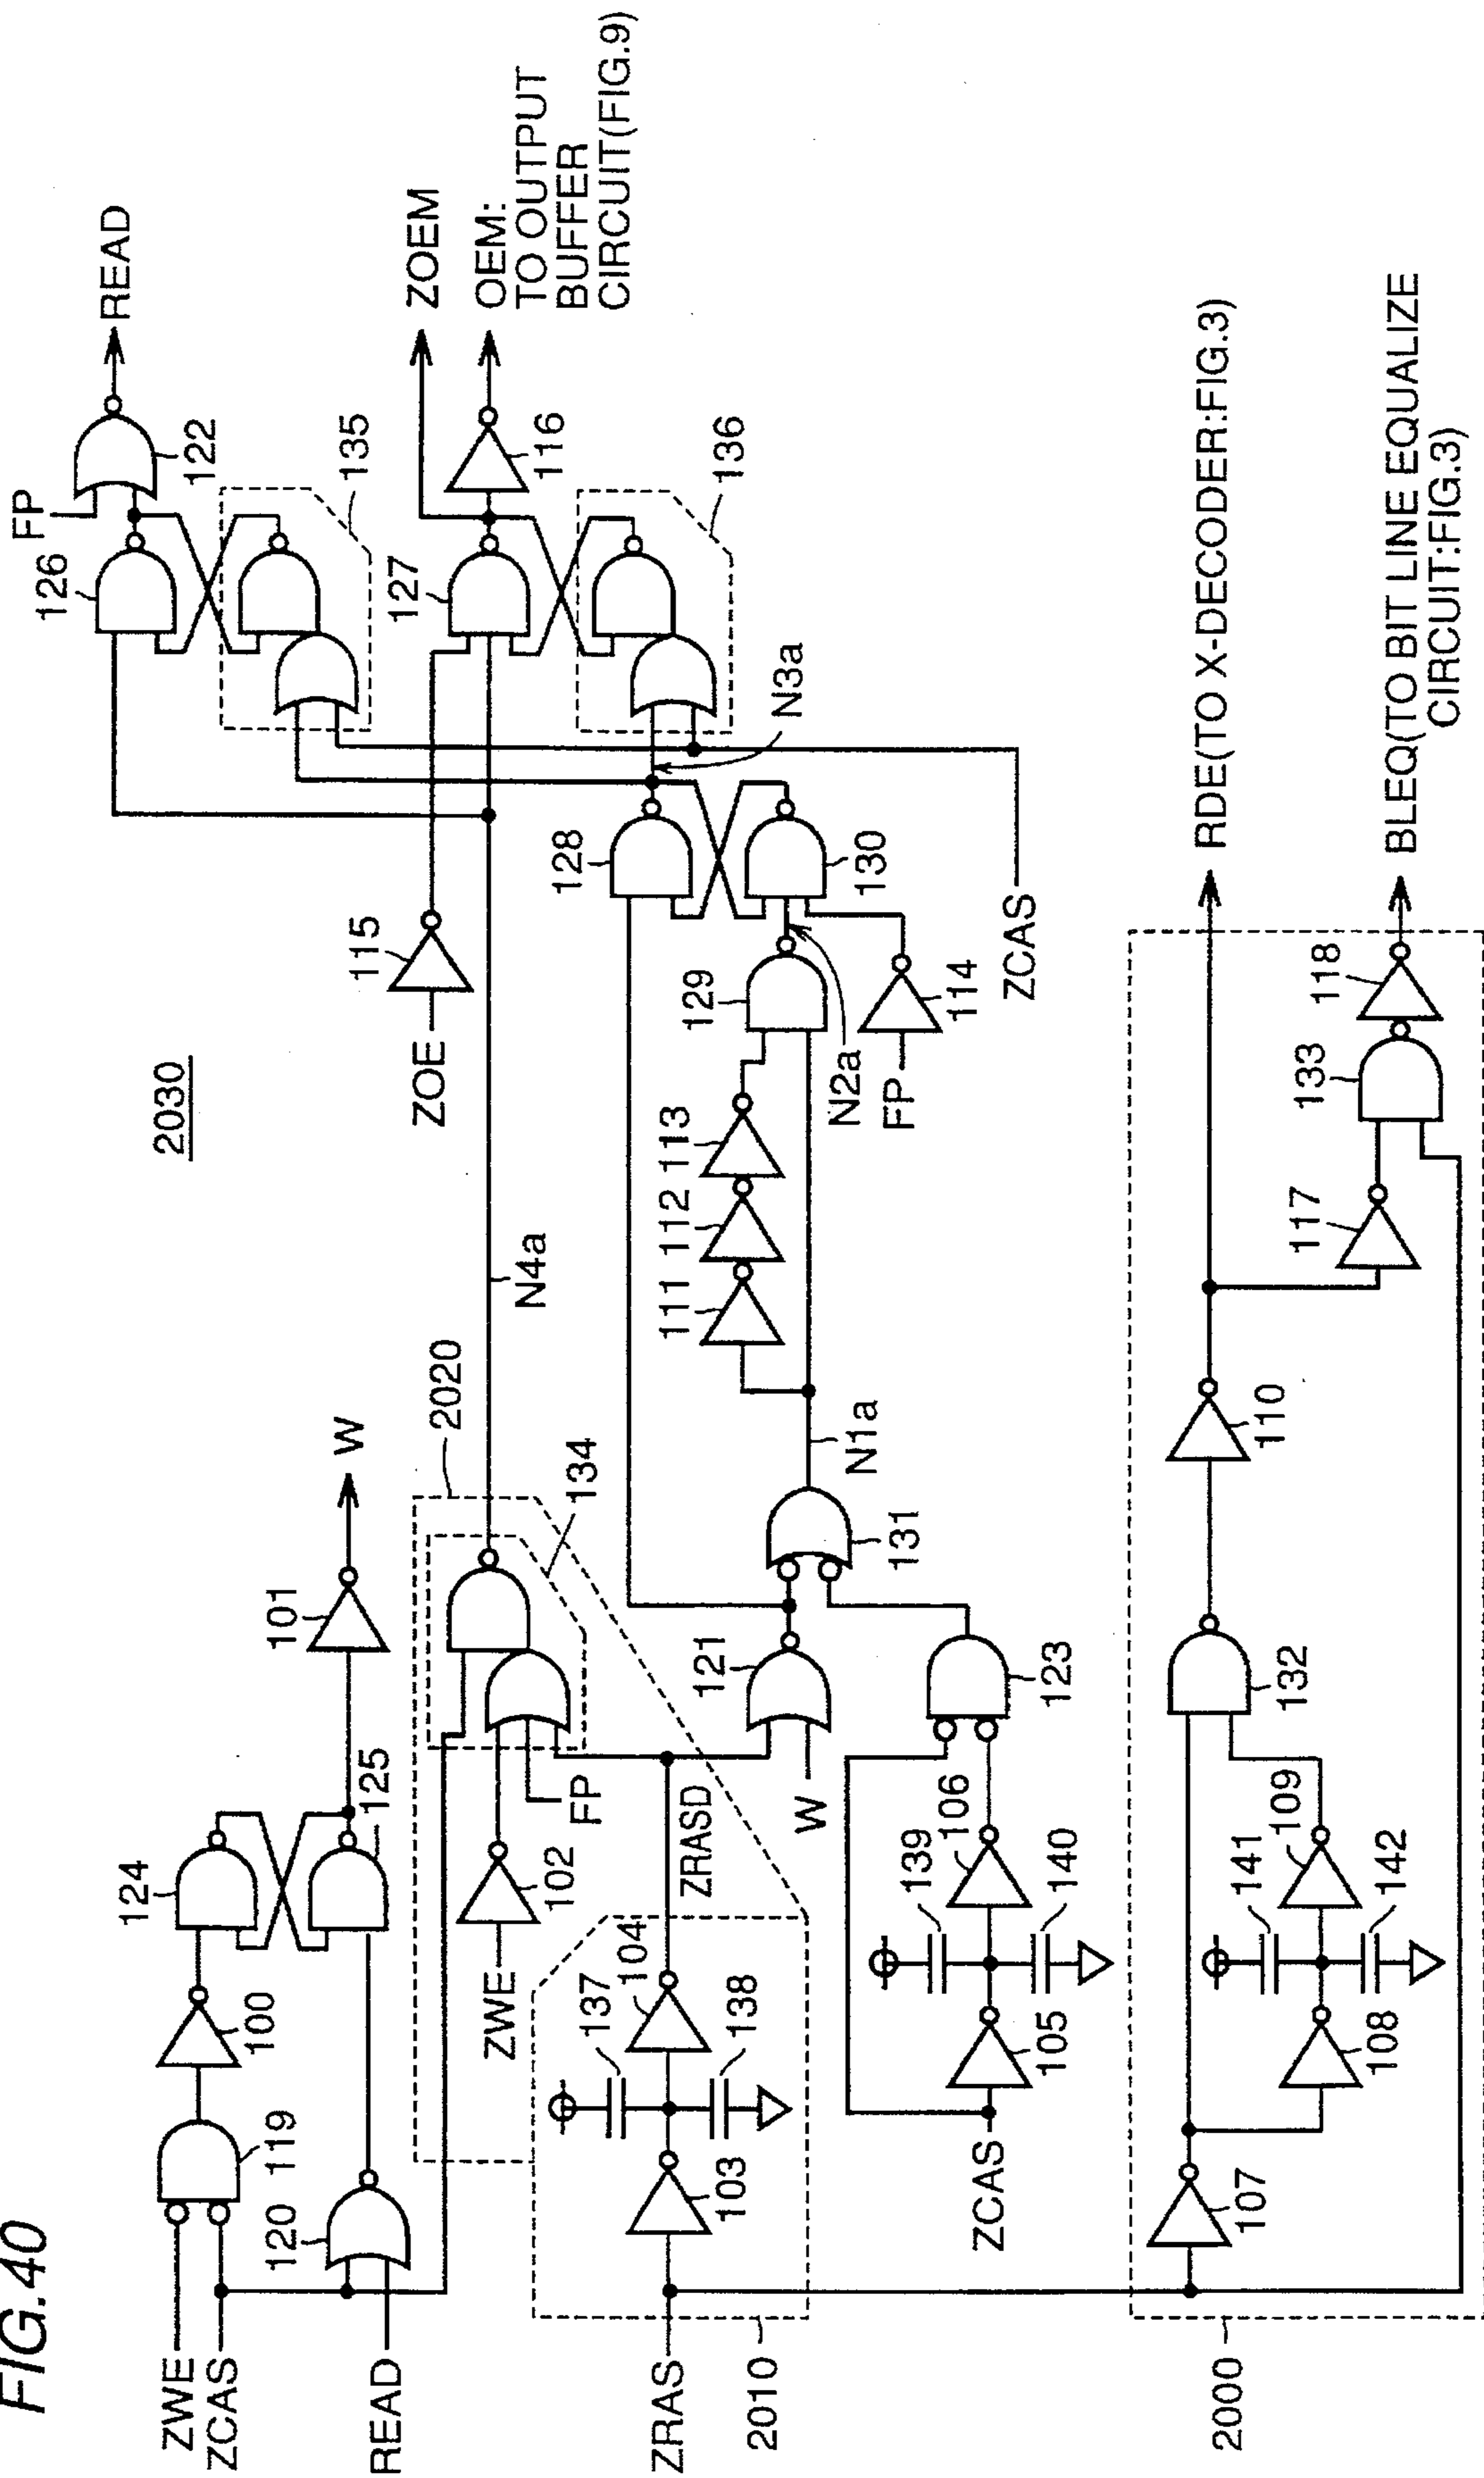 FIG.40
2030
FP
READ
126
122
135
ZWE
ZCAS
119
100
124
101
W
125
120
READ
ZOE
115
127
ZOEM
116
OEM:
TO OUTPUT
BUFFER
CIRCUIT(FIG.9)
136
N3a
2020
134
N4a
ZWE
102
FP
ZRASD
ZRAS
103
137
104
138
2010
121
W
131
N1a
111
112
113
129
N2a
128
130
FP
114
ZCAS
ZCAS
105
139
106
140
123
2000
107
108
141
109
142
132
110
117
133
118
RDE(TO X-DECODER:FIG.3)
BLEQ(TO BIT LINE EQUALIZE
CIRCUIT:FIG.3)